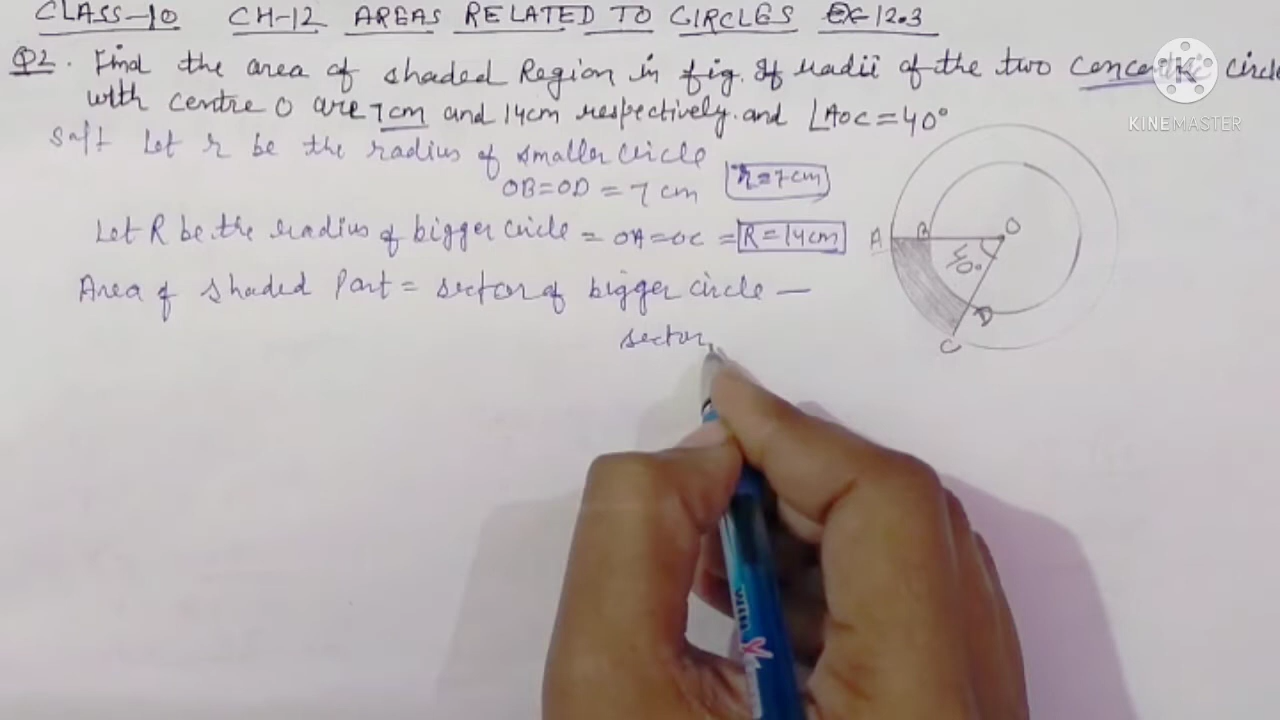 CLASS-10 CH-12 AREAS RELATED TO CIRCLES EX-12.3
Q2. Find the area of shaded Region in fig. If radii of the two concentric circle
with centre O are 7cm and 14cm respectively. and ∠AOC = 40°
Let r be the radius of smaller circle
OB=OD = 7 cm r=7cm
Let R be the radius of bigger circle = OA=OC = R=14cm
Area of shaded Part = sector of bigger circle —
sector
A B O
40°
D
C
KINEMASTER
WIN